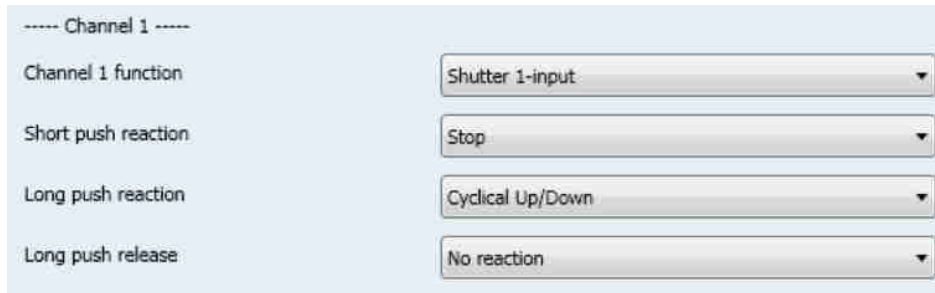 ----- Channel 1 -----
Channel 1 function
Shutter 1-input
Short push reaction
Stop
Long push reaction
Cyclical Up/Down
Long push release
No reaction